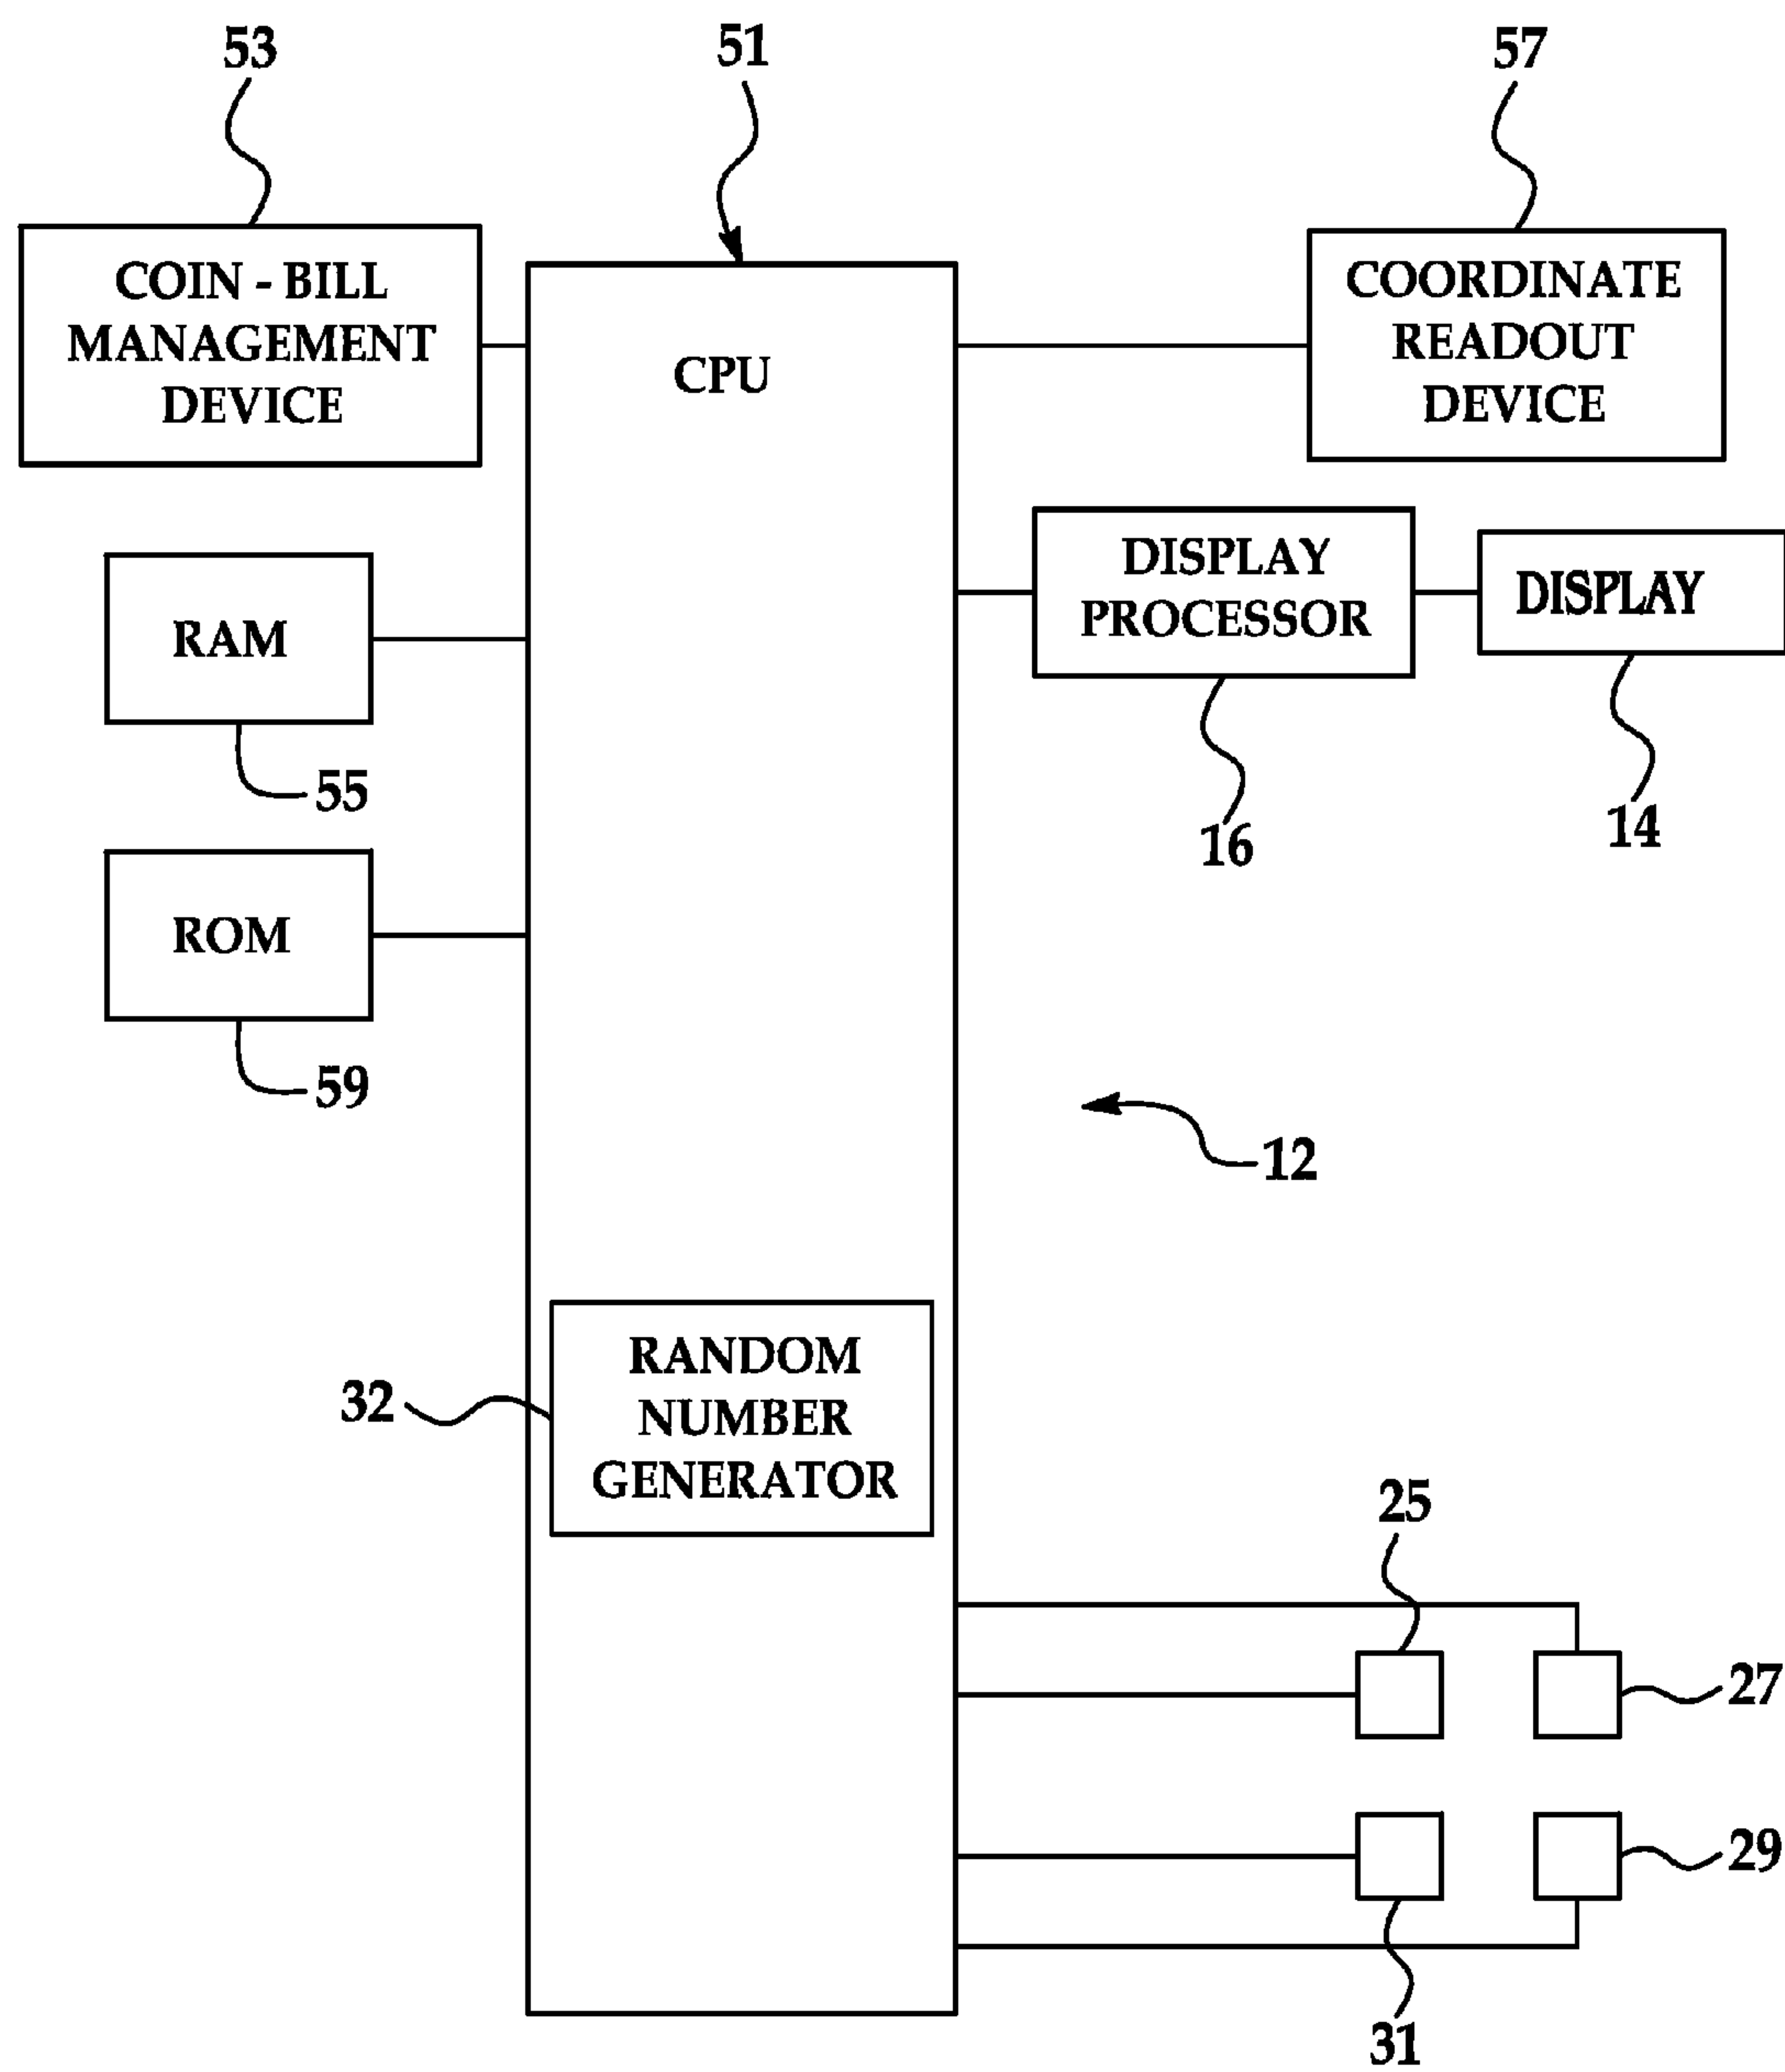 53
51
57
COIN - BILL
MANAGEMENT
DEVICE
CPU
COORDINATE
READOUT
DEVICE
DISPLAY
PROCESSOR
DISPLAY
RAM
55
16
14
ROM
59
12
RANDOM
NUMBER
GENERATOR
32
25
27
29
31